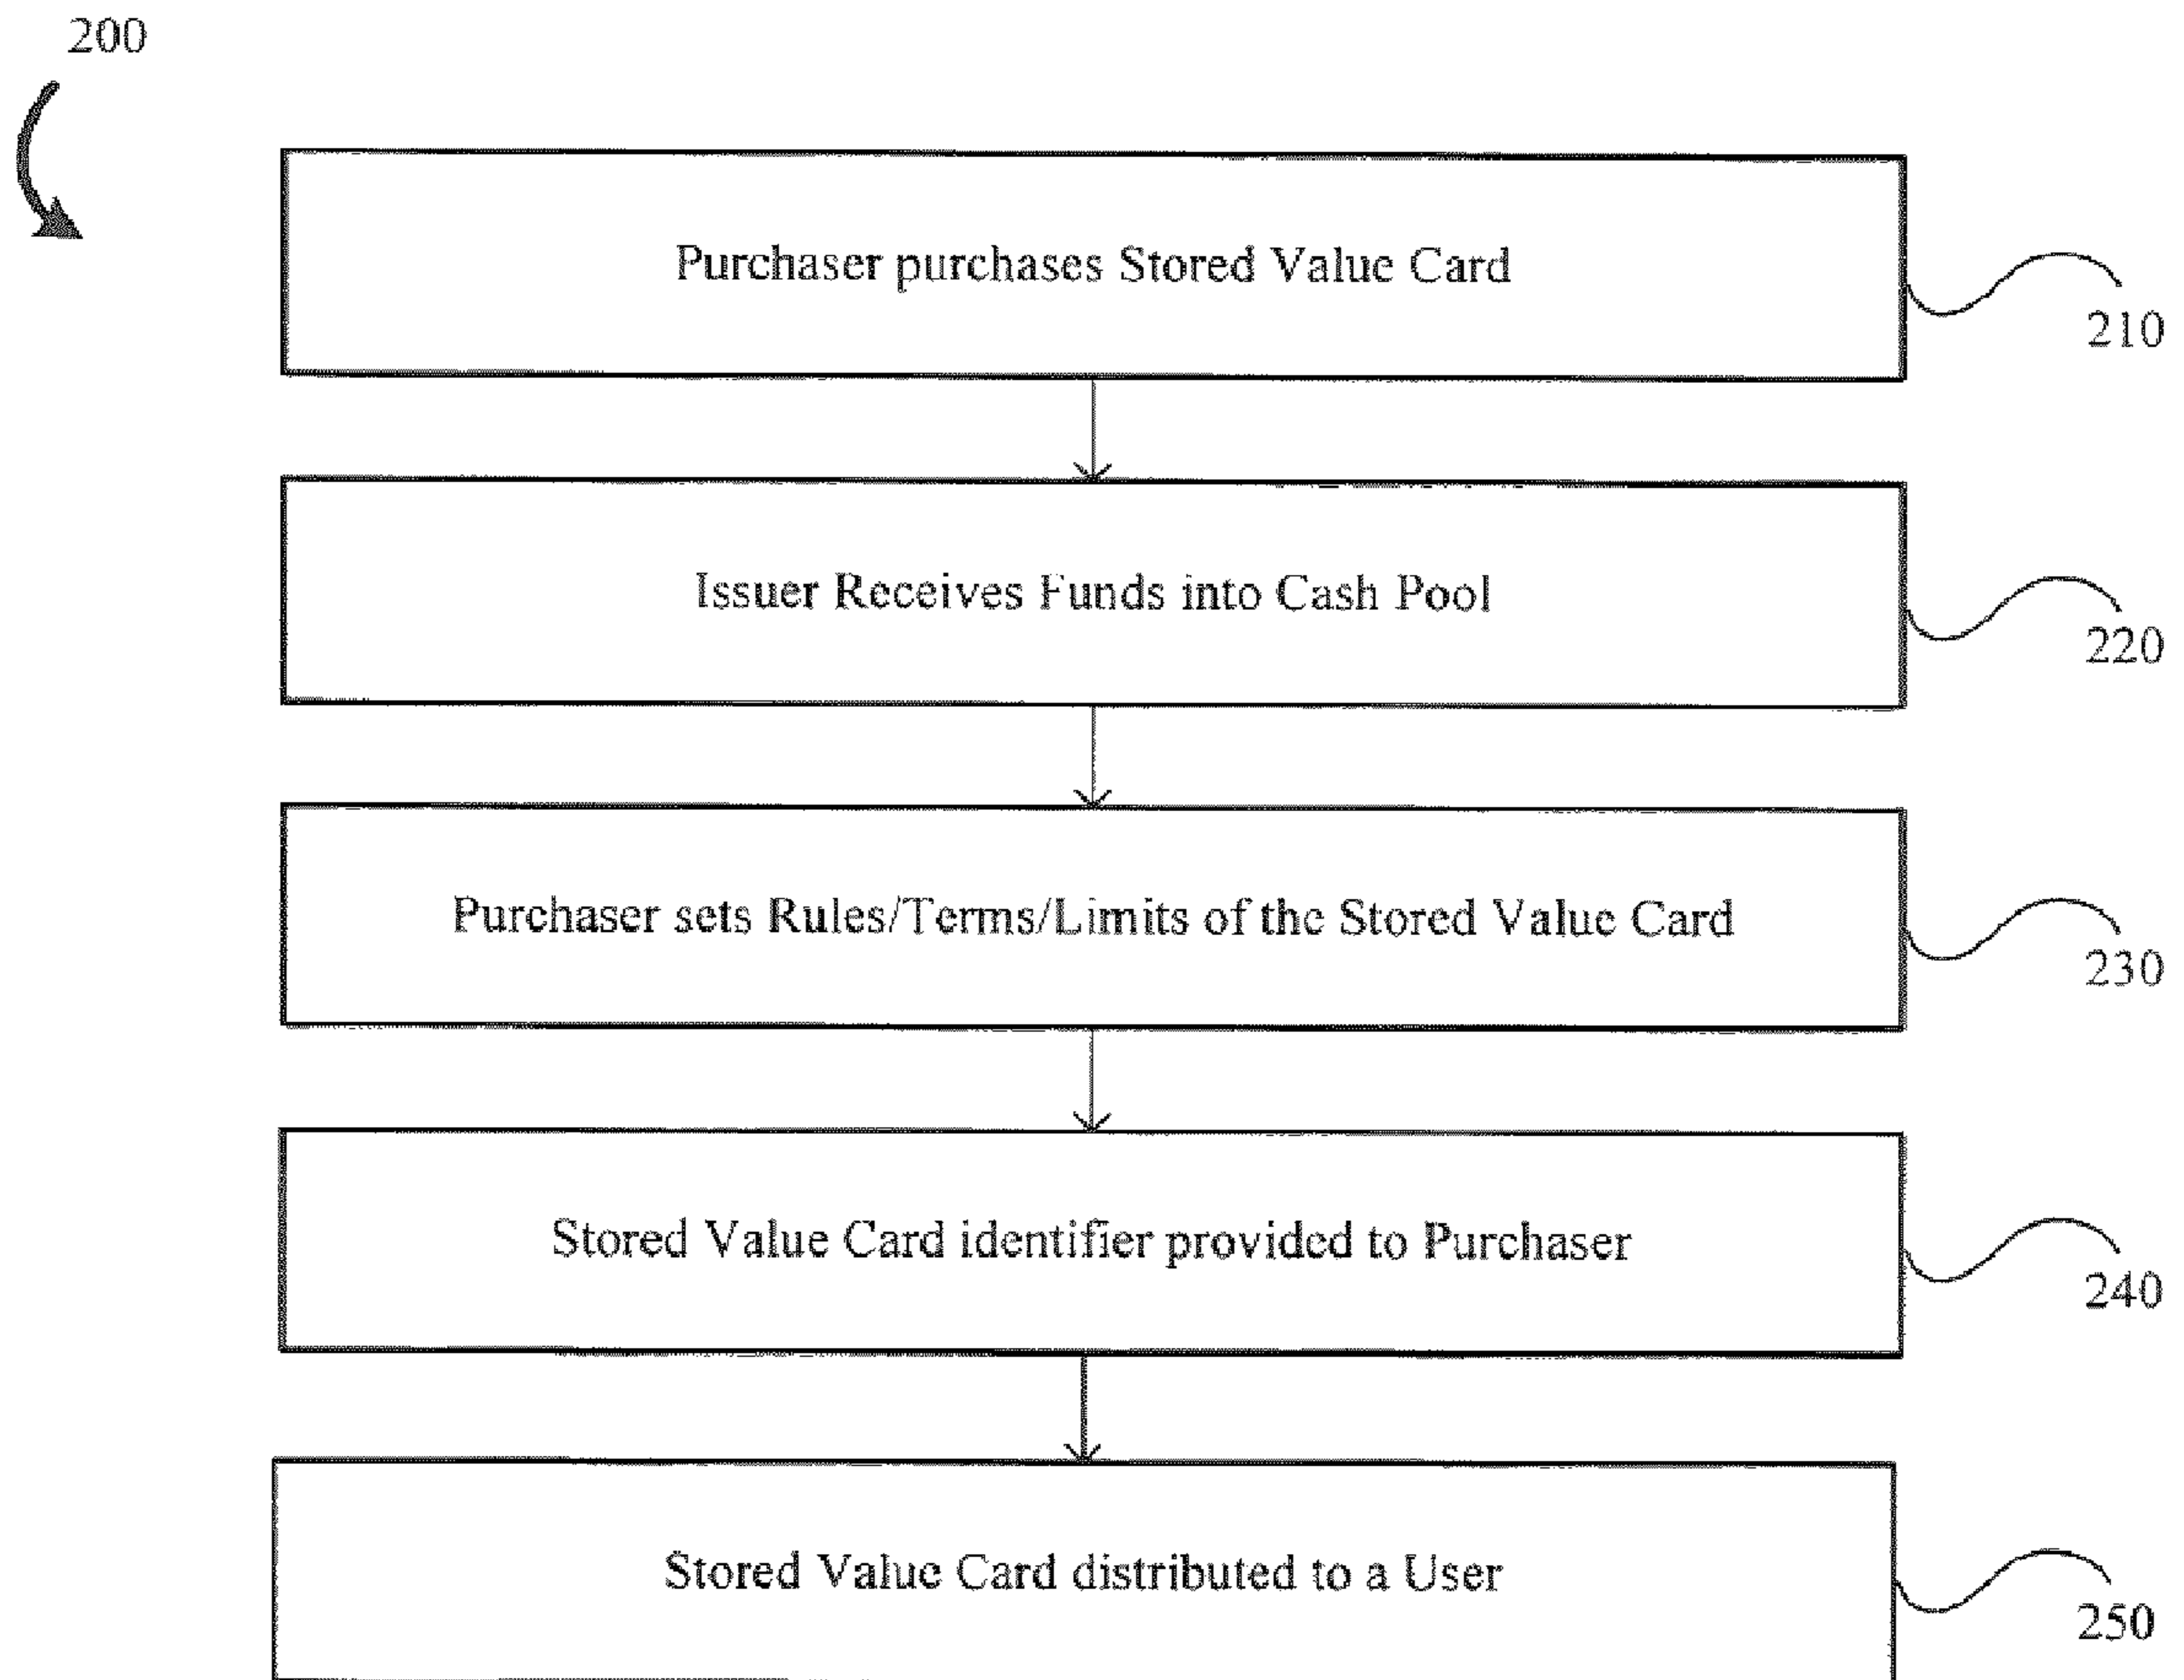 200
Purchaser purchases Stored Value Card
210
Issuer Receives Funds into Cash Pool
220
Purchaser sets Rules/Terms/Limits of the Stored Value Card
230
Stored Value Card identifier provided to Purchaser
240
Stored Value Card distributed to a User
250